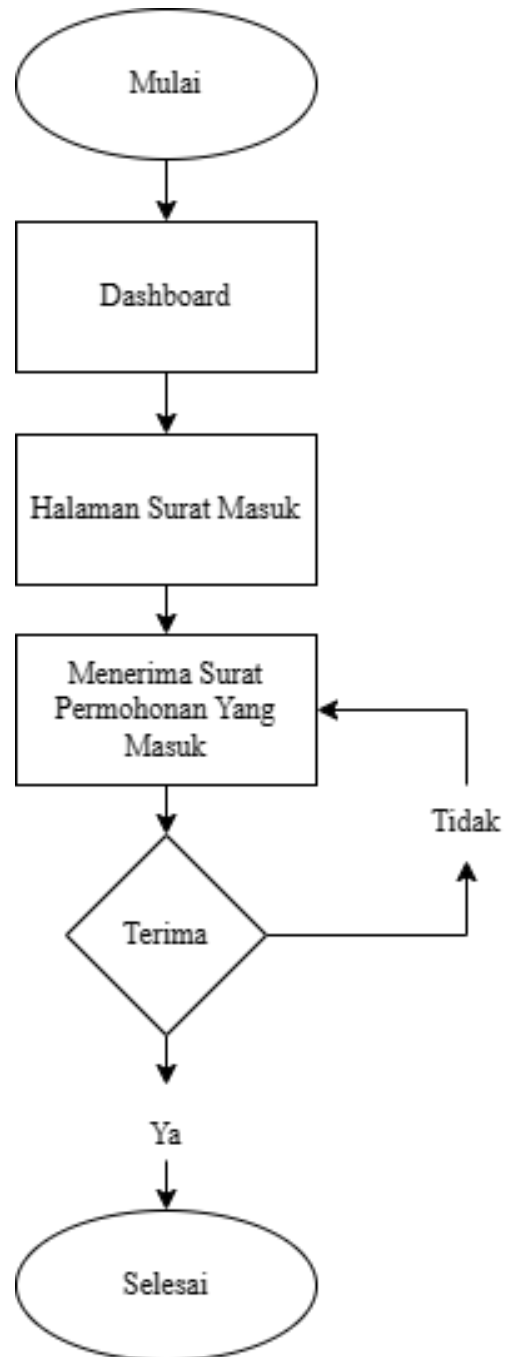 Mulai
Dashboard
Halaman Surat Masuk
Menerima Surat
Permohonan Yang
Masuk
Tidak
Terima
Ya
Selesai